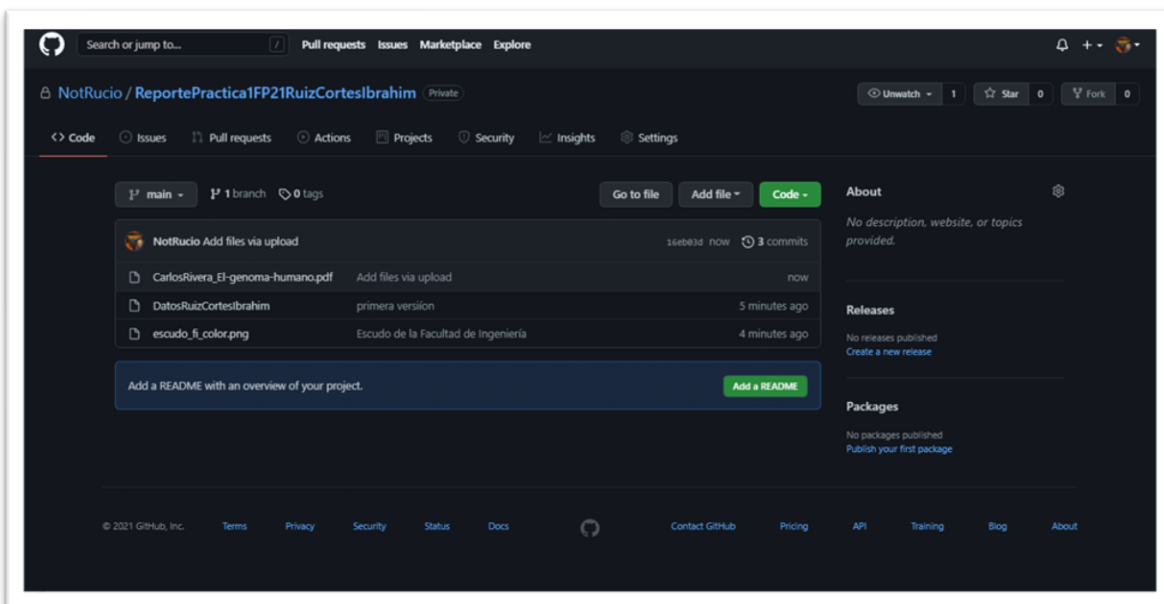 Search or jump to... / Pull requests Issues Marketplace Explore
NotRucio / ReportePractica1FP21RuizCortesIbrahim Private
Unwatch 1 Star 0 Fork 0
Code Issues Pull requests Actions Projects Security Insights Settings
main 1 branch 0 tags Go to file Add file Code
NotRucio Add files via upload 16eb03d now 3 commits
CarlosRivera_El-genoma-humano.pdf Add files via upload now
DatosRuizCortesIbrahim primera versiíon 5 minutes ago
escudo_fi_color.png Escudo de la Facultad de Ingeniería 4 minutes ago
Add a README with an overview of your project. Add a README
About
No description, website, or topics
provided.
Releases
No releases published
Create a new release
Packages
No packages published
Publish your first package
© 2021 GitHub, Inc. Terms Privacy Security Status Docs Contact GitHub Pricing API Training Blog About